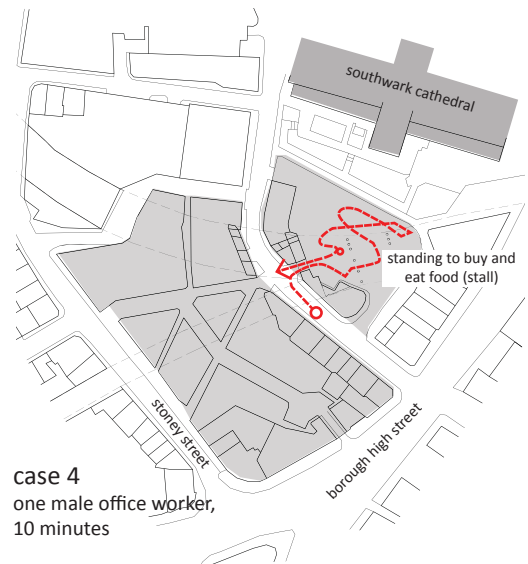 southwark cathedral
standing to buy and
eat food (stall)
stoney street
borough high street
case 4
one male office worker,
10 minutes